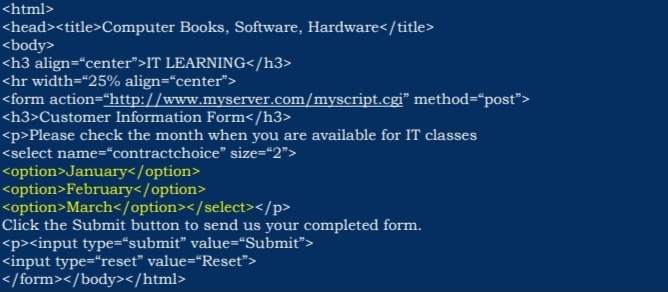 <html>
<head><title>Computer Books, Software, Hardware</title>
<body>
<h3 align=“center”>IT LEARNING</h3>
<hr width=“25% align=“center”>
<form action=“http://www.myserver.com/myscript.cgi” method=“post”>
<h3>Customer Information Form</h3>
<p>Please check the month when you are available for IT classes
<select name=“contractchoice” size=“2”>
<option>January</option>
<option>February</option>
<option>March</option></select></p>
Click the Submit button to send us your completed form.
<p><input type=“submit” value=“Submit”>
<input type=“reset” value=“Reset”>
</form></body></html>